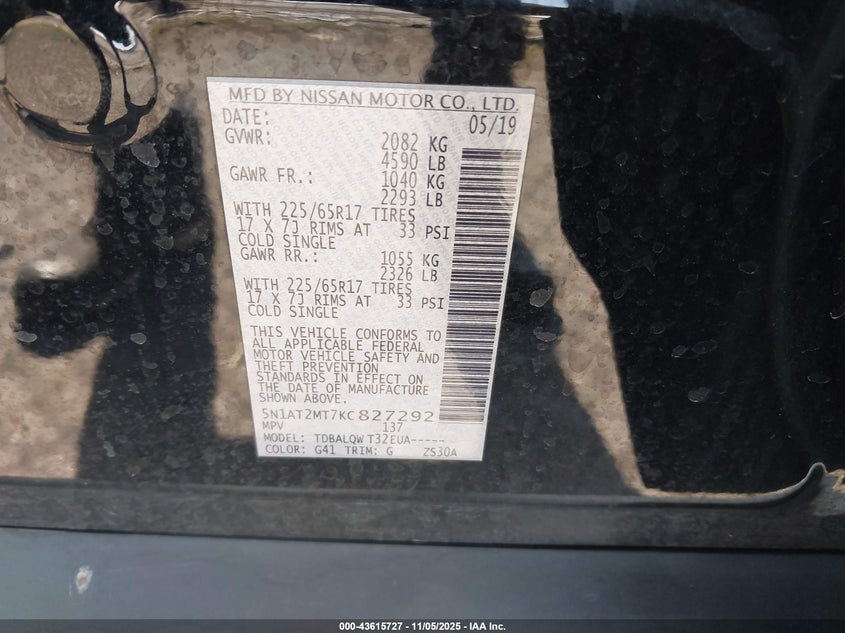 MFD BY NISSAN MOTOR CO., LTD.
DATE: 05/19
GVWR: 2082 KG
4590 LB
GAWR FR.: 1040 KG
2293 LB
WITH 225/65R17 TIRES
17 X 7J RIMS AT 33 PSI
COLD SINGLE
GAWR RR.: 1055 KG
2326 LB
WITH 225/65R17 TIRES
17 X 7J RIMS AT 33 PSI
COLD SINGLE
THIS VEHICLE CONFORMS TO
ALL APPLICABLE FEDERAL
MOTOR VEHICLE SAFETY AND
THEFT PREVENTION
STANDARDS IN EFFECT ON
THE DATE OF MANUFACTURE
SHOWN ABOVE.
5N1AT2MT7KC827292
MPV 137
MODEL: TDBALQW T32EUA-----
COLOR: G41 TRIM: G ZS30A
000-43615727 - 11/05/2025 - IAA Inc.